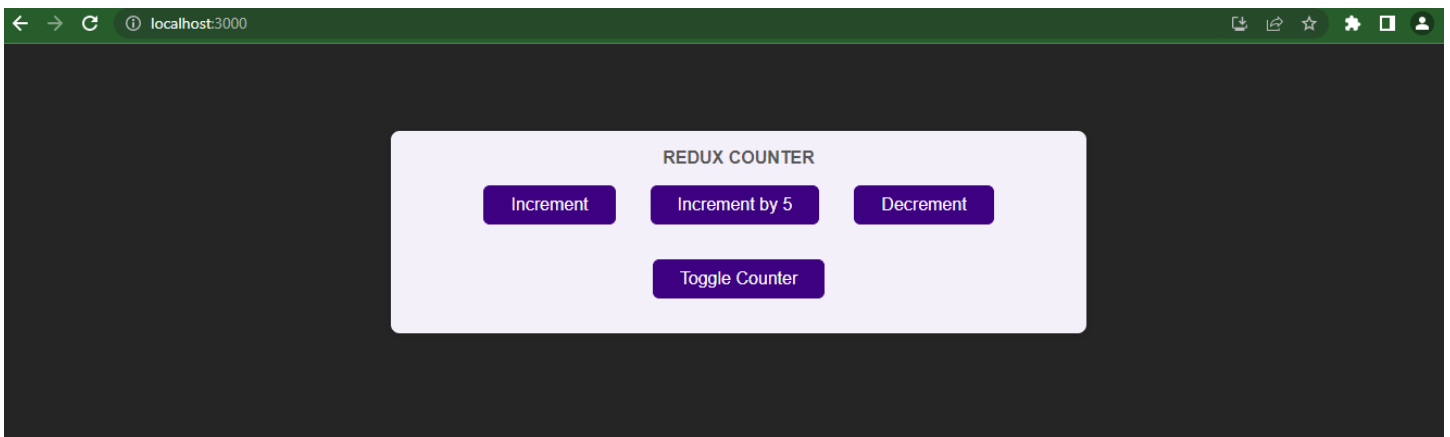 localhost:3000
REDUX COUNTER
Increment Increment by 5 Decrement
Toggle Counter